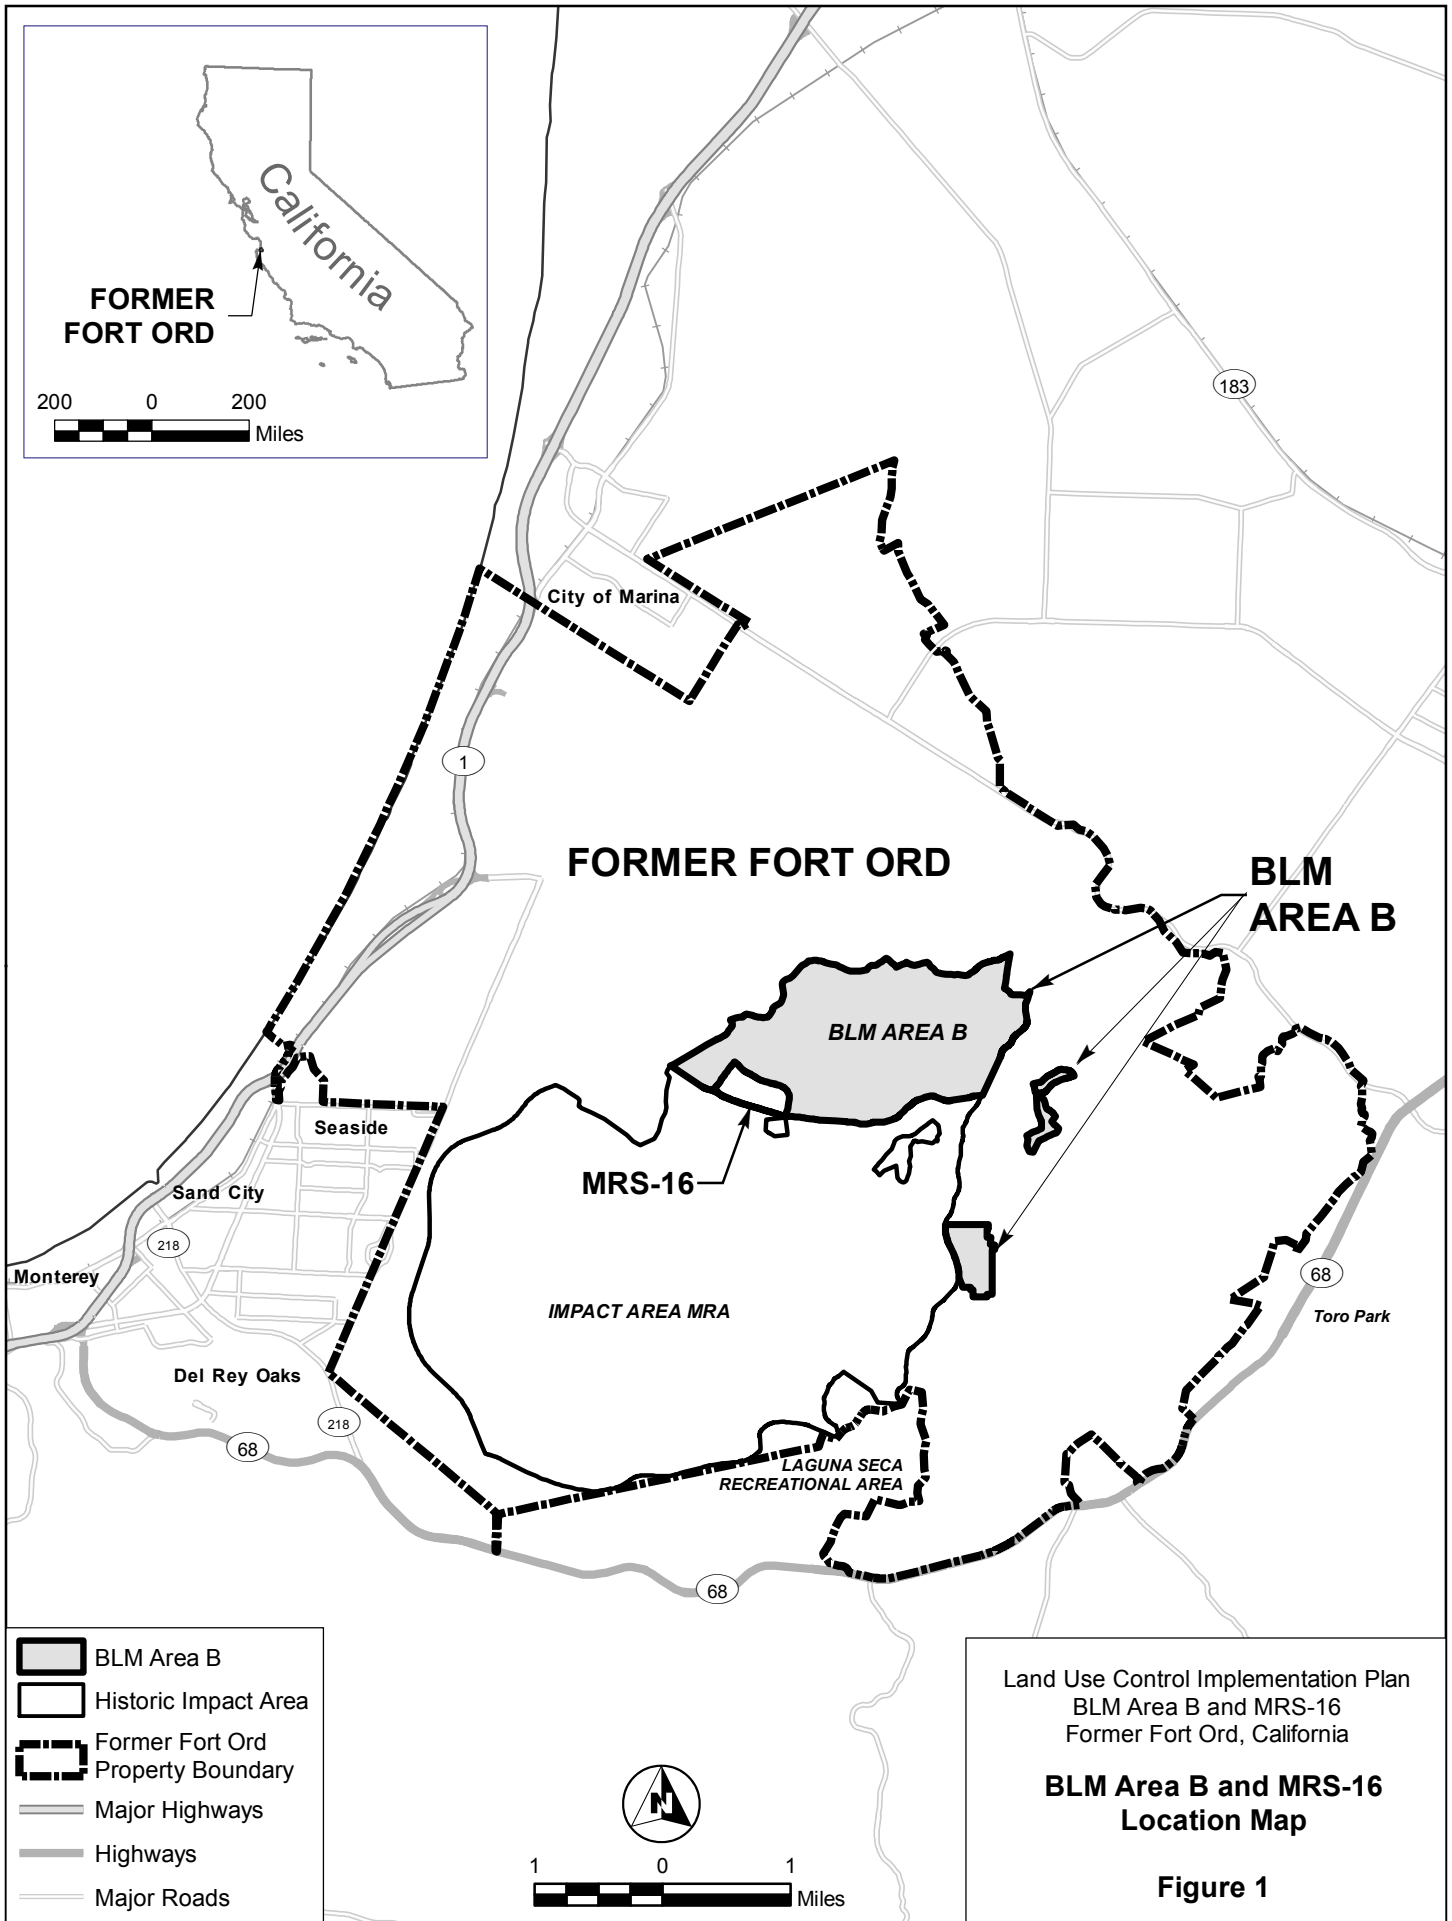 California
FORMER
FORT ORD
200 0 200
Miles
183
City of Marina
1
FORMER FORT ORD
BLM
AREA B
BLM AREA B
Seaside
MRS-16
Sand City
218
Monterey
68
IMPACT AREA MRA
Toro Park
Del Rey Oaks
218
68
LAGUNA SECA
RECREATIONAL AREA
68
BLM Area B
Historic Impact Area
Former Fort Ord
Property Boundary
Major Highways
Highways
Major Roads
N
1 0 1
Miles
Land Use Control Implementation Plan
BLM Area B and MRS-16
Former Fort Ord, California
BLM Area B and MRS-16
Location Map
Figure 1